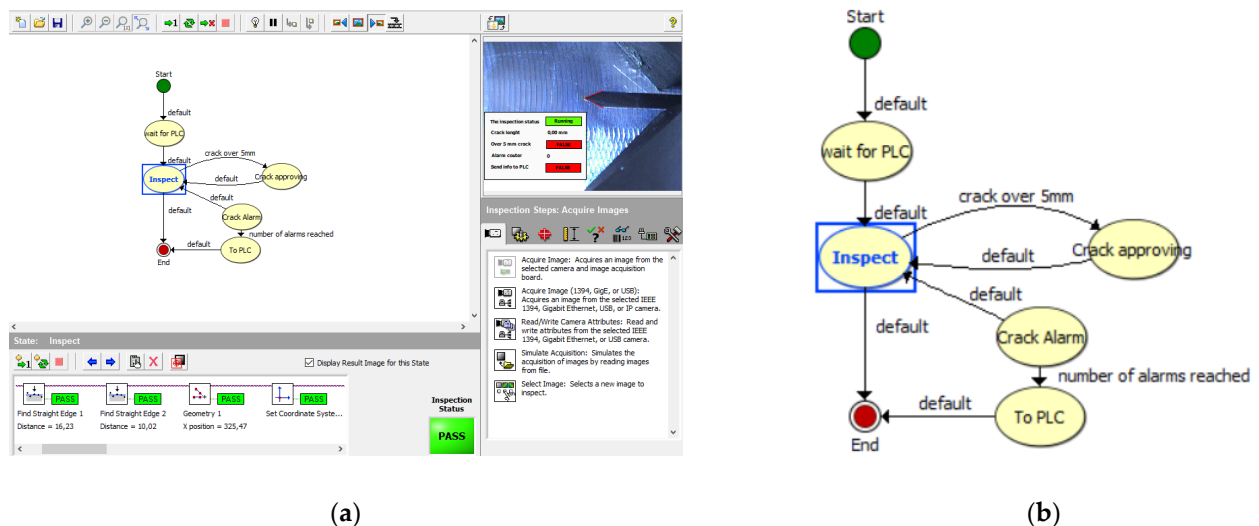 Start
default
wait for PLC
default
crack over 5mm
Inspect
default
Crack approving
default
default
Crack Alarm
number of alarms reached
default
To PLC
End
The inspection status Running
Crack lenght 0,00 mm
Over 5 mm crack FALSE
Alarm couter 0
Send info to PLC FALSE
Inspection Steps: Acquire Images
Acquire Image: Acquires an image from the
selected camera and image acquisition
board.
Acquire Image (1394, GigE, or USB):
Acquires an image from the selected IEEE
1394, Gigabit Ethernet, USB, or IP camera.
Read/Write Camera Attributes: Read and
write attributes from the selected IEEE
1394, Gigabit Ethernet, or USB camera.
Simulate Acquisition: Simulates the
acquisition of images by reading images
from file.
Select Image: Selects a new image to
inspect.
State: Inspect
Display Result Image for this State
PASS
PASS
PASS
Find Straight Edge 1
Find Straight Edge 2
Geometry 1
Set Coordinate Syste...
Distance = 16,23
Distance = 10,02
X position = 325,47
Inspection
Status
PASS
(a)
Start
default
wait for PLC
default
crack over 5mm
Inspect
default
Crack approving
default
default
Crack Alarm
number of alarms reached
default
To PLC
End
(b)